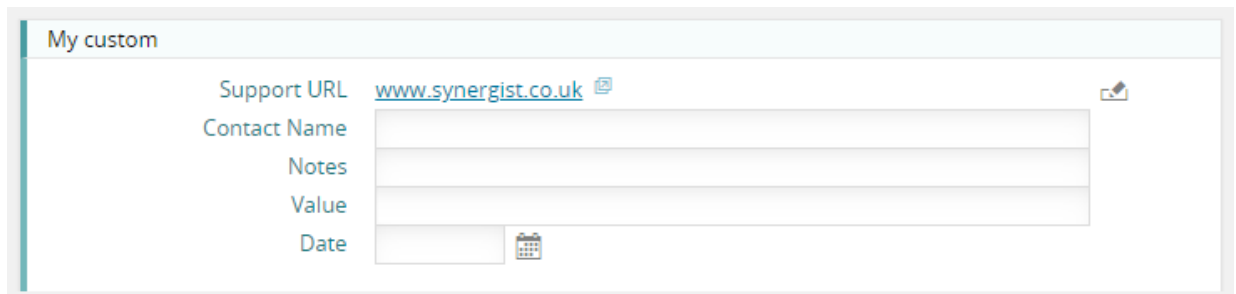 My custom
Support URL www.synergist.co.uk
Contact Name
Notes
Value
Date